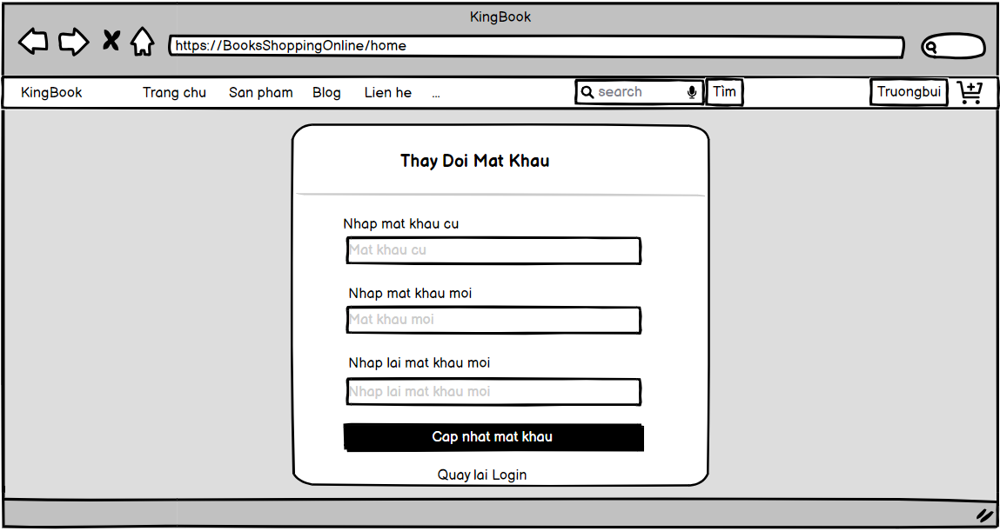 KingBook
https://BooksShoppingOnline/home
KingBook Trang chu San pham Blog Lien he ... search Tìm Truongbui
Thay Doi Mat Khau
Nhap mat khau cu
Mat khau cu
Nhap mat khau moi
Mat khau moi
Nhap lai mat khau moi
Nhap lai mat khau moi
Cap nhat mat khau
Quay lai Login